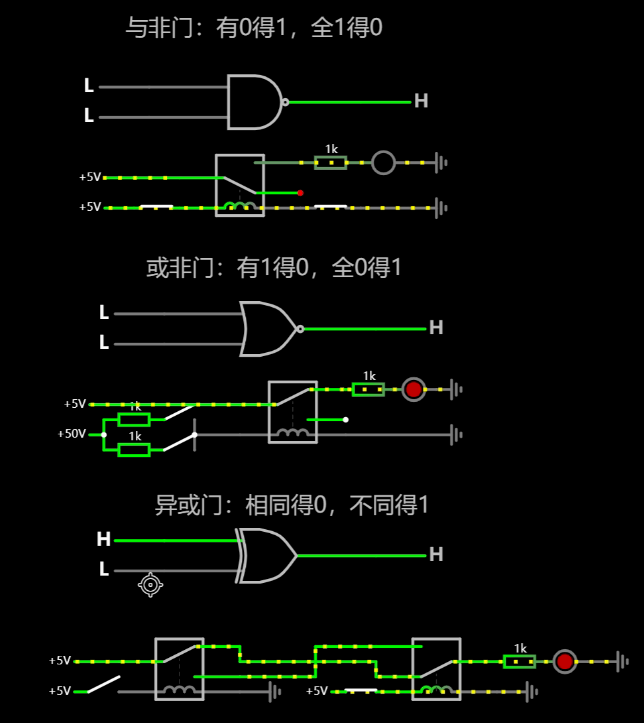 与非门：有0得1，全1得0
L
H
L
1k
+5V
+5V
或非门：有1得0，全0得1
L
H
L
1k
+5V
1k
+50V
1k
异或门：相同得0，不同得1
H
H
L
1k
+5V
+5V
+5V